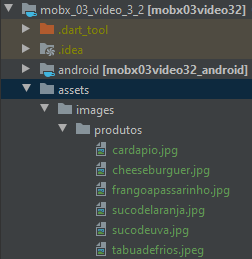 mobx_03_video_3_2 [mobx03video32]
.dart_tool
.idea
android [mobx03video32_android]
assets
images
produtos
cardapio.jpg
cheeseburguer.jpg
frangoapassarinho.jpg
sucodelaranja.jpg
sucodeuva.jpg
tabuadefrios.jpeg